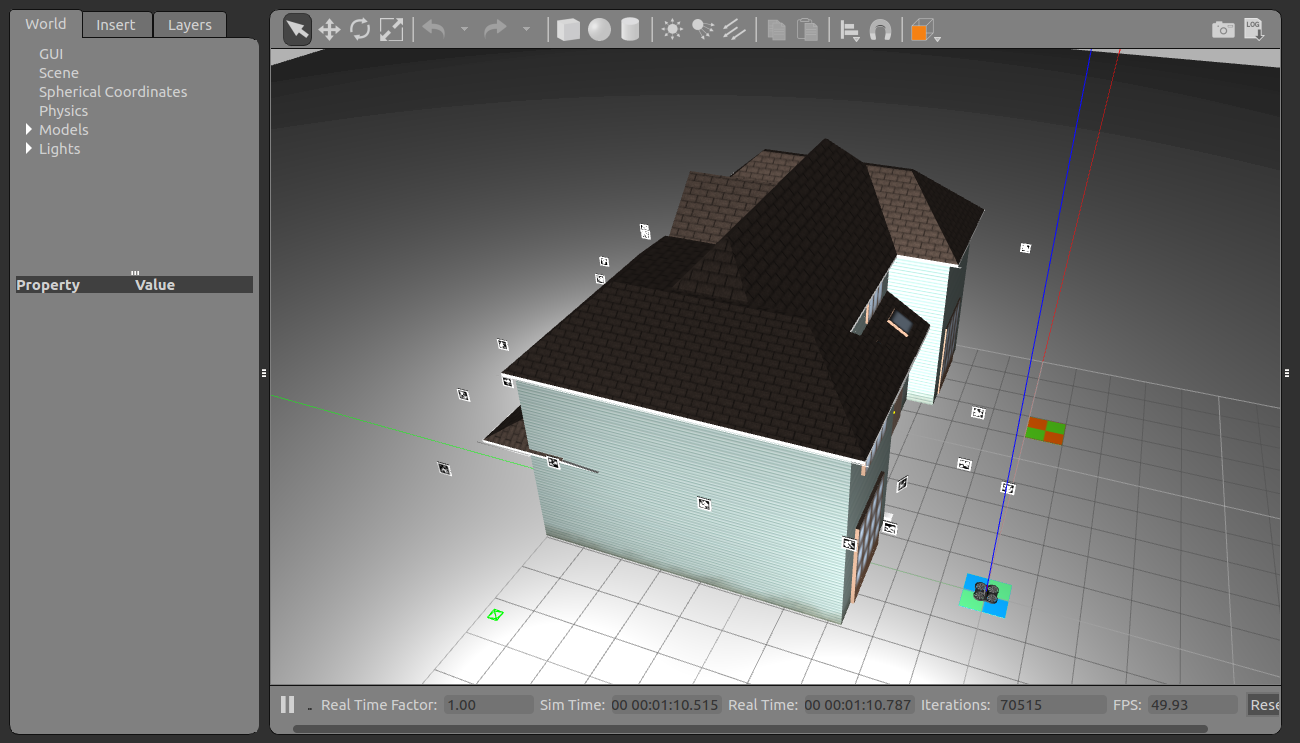 World Insert Layers
GUI
Scene
Spherical Coordinates
Physics
Models
Lights
Property Value
LOG
Real Time Factor: 1.00 Sim Time: 00 00:01:10.515 Real Time: 00 00:01:10.787 Iterations: 70515 FPS: 49.93 Rese